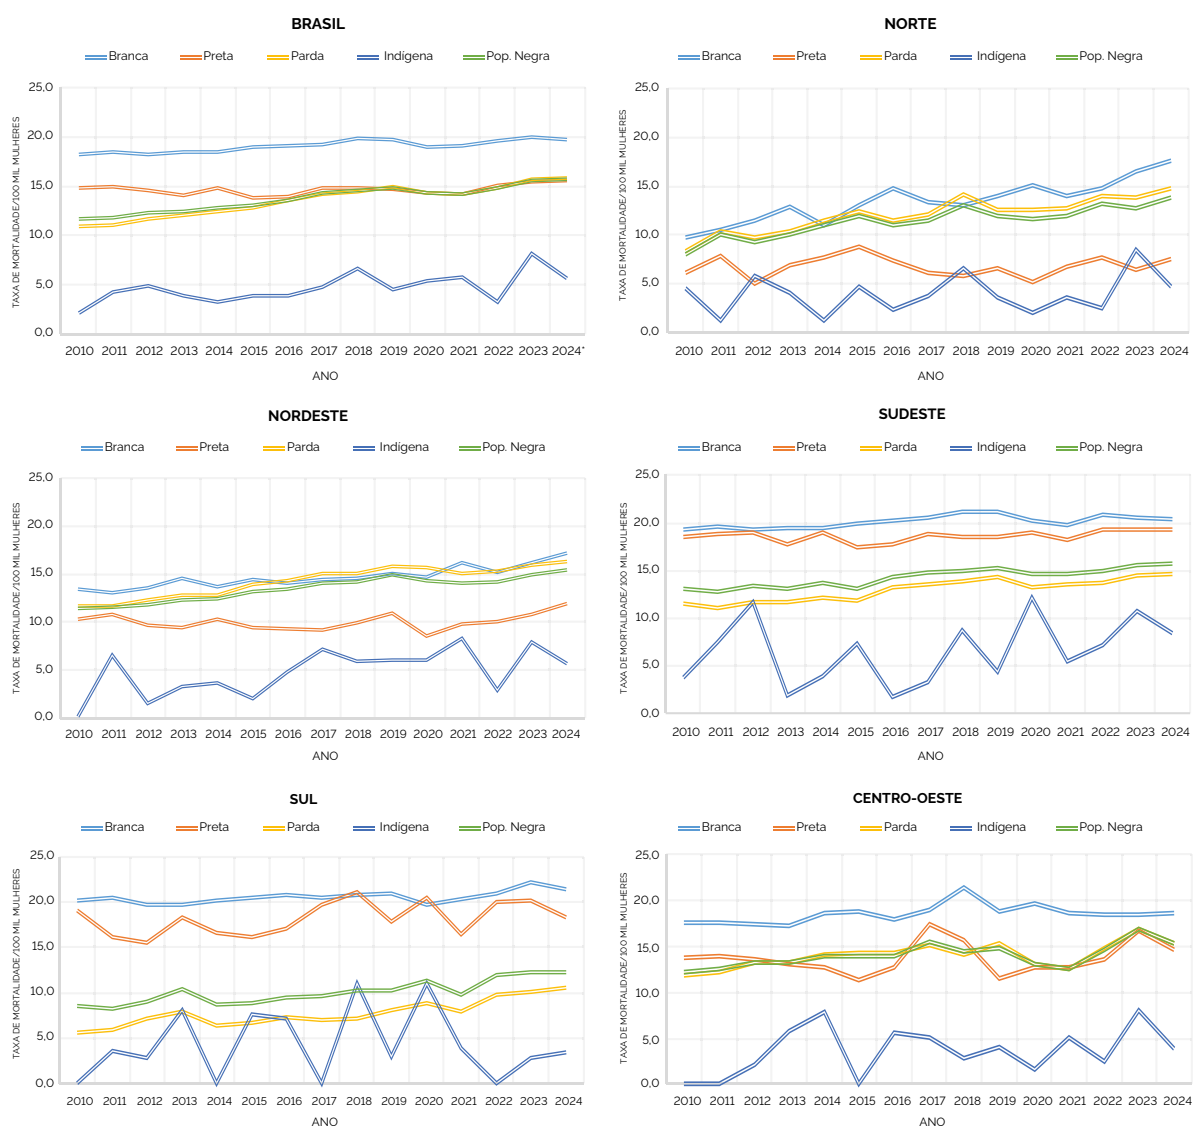 BRASIL
Branca Preta Parda Indígena Pop. Negra
TAXA DE MORTALIDADE/100 MIL MULHERES
25,0
20,0
15,0
10,0
5,0
0,0
2010 2011 2012 2013 2014 2015 2016 2017 2018 2019 2020 2021 2022 2023 2024*
ANO
NORTE
Branca Preta Parda Indígena Pop. Negra
TAXA DE MORTALIDADE/100 MIL MULHERES
25,0
20,0
15,0
10,0
5,0
0,0
2010 2011 2012 2013 2014 2015 2016 2017 2018 2019 2020 2021 2022 2023 2024
ANO
NORDESTE
Branca Preta Parda Indígena Pop. Negra
TAXA DE MORTALIDADE/100 MIL MULHERES
25,0
20,0
15,0
10,0
5,0
0,0
2010 2011 2012 2013 2014 2015 2016 2017 2018 2019 2020 2021 2022 2023 2024
ANO
SUDESTE
Branca Preta Parda Indígena Pop. Negra
TAXA DE MORTALIDADE/100 MIL MULHERES
25,0
20,0
15,0
10,0
5,0
0,0
2010 2011 2012 2013 2014 2015 2016 2017 2018 2019 2020 2021 2022 2023 2024
ANO
SUL
Branca Preta Parda Indígena Pop. Negra
TAXA DE MORTALIDADE/100 MIL MULHERES
25,0
20,0
15,0
10,0
5,0
0,0
2010 2011 2012 2013 2014 2015 2016 2017 2018 2019 2020 2021 2022 2023 2024
ANO
CENTRO-OESTE
Branca Preta Parda Indígena Pop. Negra
TAXA DE MORTALIDADE/100 MIL MULHERES
25,0
20,0
15,0
10,0
5,0
0,0
2010 2011 2012 2013 2014 2015 2016 2017 2018 2019 2020 2021 2022 2023 2024
ANO